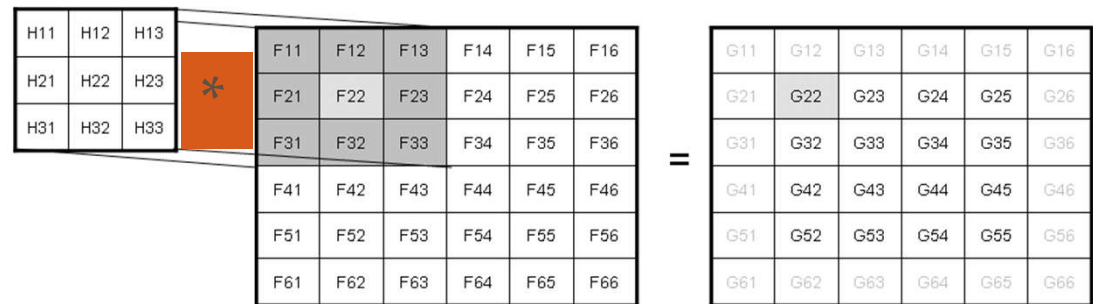 H11 H12 H13
H21 H22 H23
H31 H32 H33
*
F11 F12 F13 F14 F15 F16
F21 F22 F23 F24 F25 F26
F31 F32 F33 F34 F35 F36
F41 F42 F43 F44 F45 F46
F51 F52 F53 F54 F55 F56
F61 F62 F63 F64 F65 F66
=
G11 G12 G13 G14 G15 G16
G21 G22 G23 G24 G25 G26
G31 G32 G33 G34 G35 G36
G41 G42 G43 G44 G45 G46
G51 G52 G53 G54 G55 G56
G61 G62 G63 G64 G65 G66